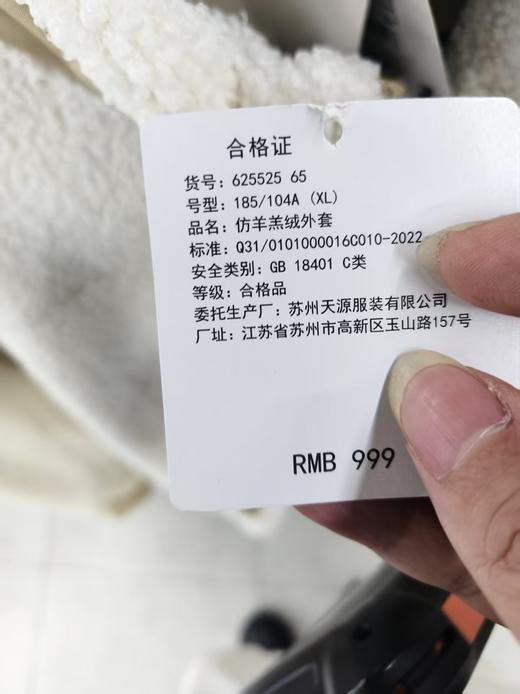 合格证
货号: 625525 65
号型: 185/104A (XL)
品名: 仿羊羔绒外套
标准: Q31/0101000016C010-2022
安全类别: GB 18401 C类
等级: 合格品
委托生产厂: 苏州天源服装有限公司
厂址: 江苏省苏州市高新区玉山路157号
RMB 999